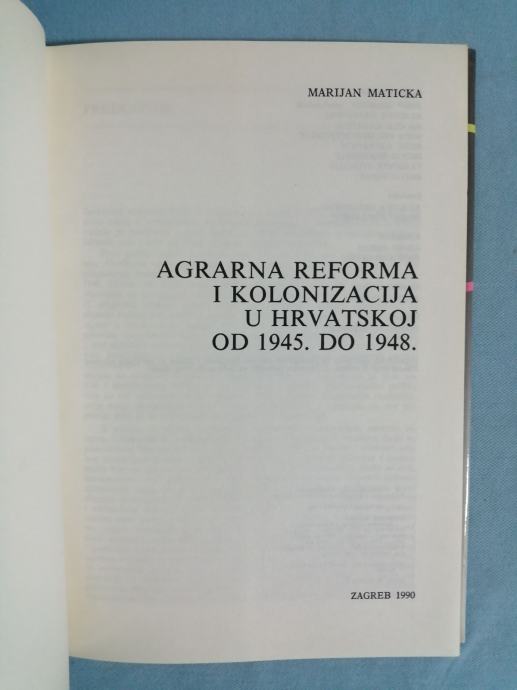 MARIJAN MATICKA
AGRARNA REFORMA
I KOLONIZACIJA
U HRVATSKOJ
OD 1945. DO 1948.
ZAGREB 1990